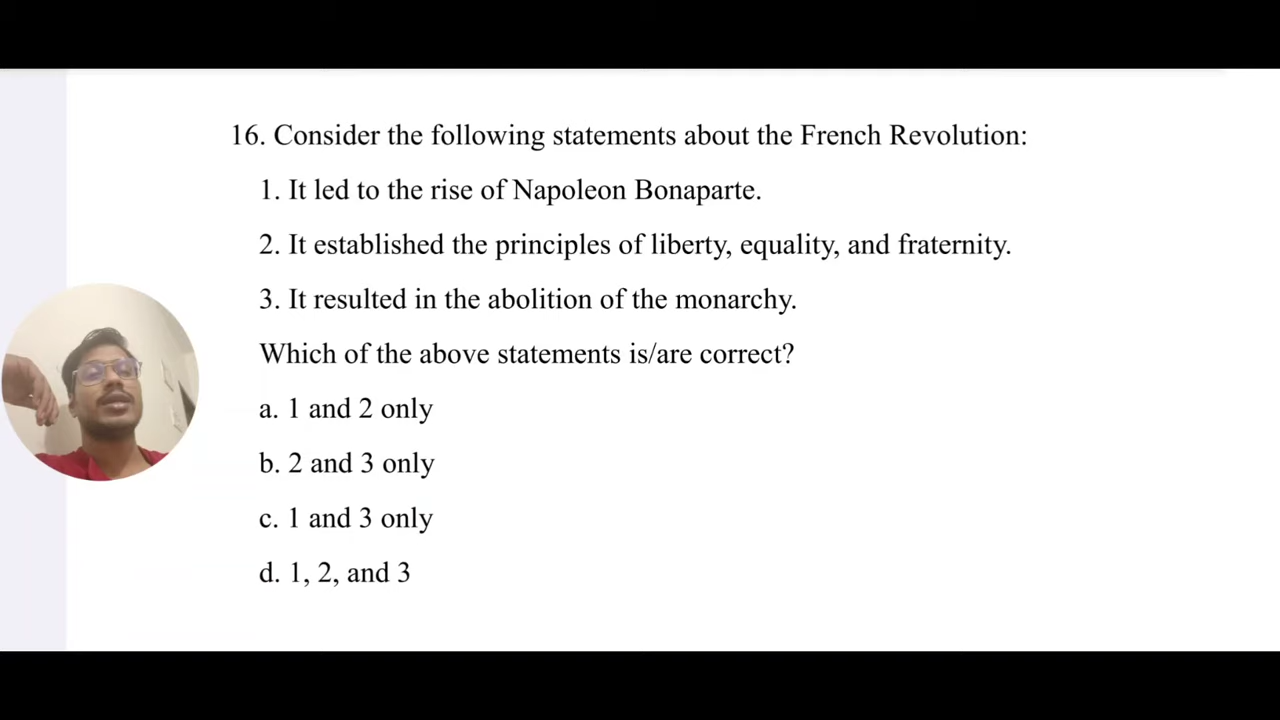 16. Consider the following statements about the French Revolution:
1. It led to the rise of Napoleon Bonaparte.
2. It established the principles of liberty, equality, and fraternity.
3. It resulted in the abolition of the monarchy.
Which of the above statements is/are correct?
a. 1 and 2 only
b. 2 and 3 only
c. 1 and 3 only
d. 1, 2, and 3